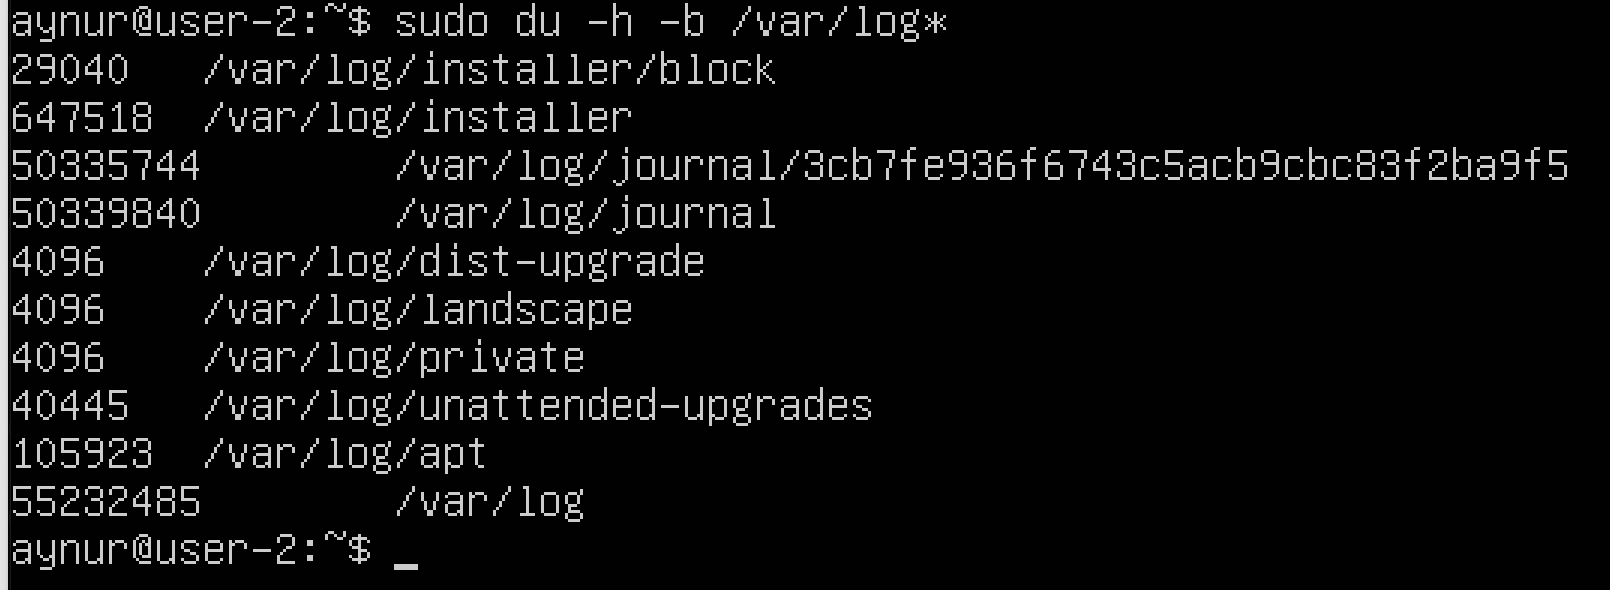 aynur@user-2:~$ sudo du -h -b /var/log*
29040 /var/log/installer/block
647518 /var/log/installer
50335744 /var/log/journal/3cb7fe936f6743c5acb9cbc83f2ba9f5
50339840 /var/log/journal
4096 /var/log/dist-upgrade
4096 /var/log/landscape
4096 /var/log/private
40445 /var/log/unattended-upgrades
105923 /var/log/apt
55232485 /var/log
aynur@user-2:~$ _